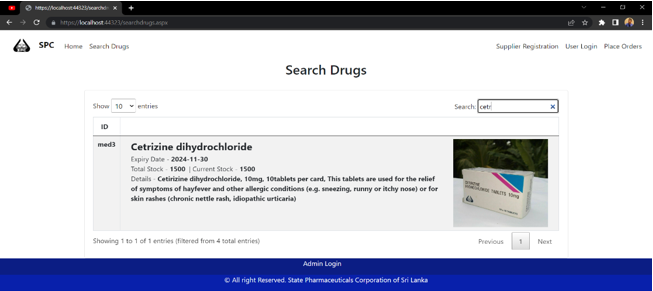 https://localhost:44323/searchdrugs.aspx
https://localhost:44323/searchdrugs.aspx
SPC SPC Home Search Drugs Supplier Registration User Login Place Orders
Search Drugs
Show 10 entries Search: cetr
ID
med3 Cetrizine dihydrochloride
Expiry Date - 2024-11-30
Total Stock - 1500 | Current Stock - 1500
Details - Cetirizine dihydrochloride, 10mg, 10tablets per card, This tablets are used for the relief
of symptoms of hayfever and other allergic conditions (e.g. sneezing, runny or itchy nose) or for
skin rashes (chronic nettle rash, idiopathic urticaria)
CETIRIZINE
DIHYDROCHLORIDE TABLETS 10mg
Showing 1 to 1 of 1 entries (filtered from 4 total entries) Previous 1 Next
Admin Login
© All right Reserved. State Pharmaceuticals Corporation of Sri Lanka